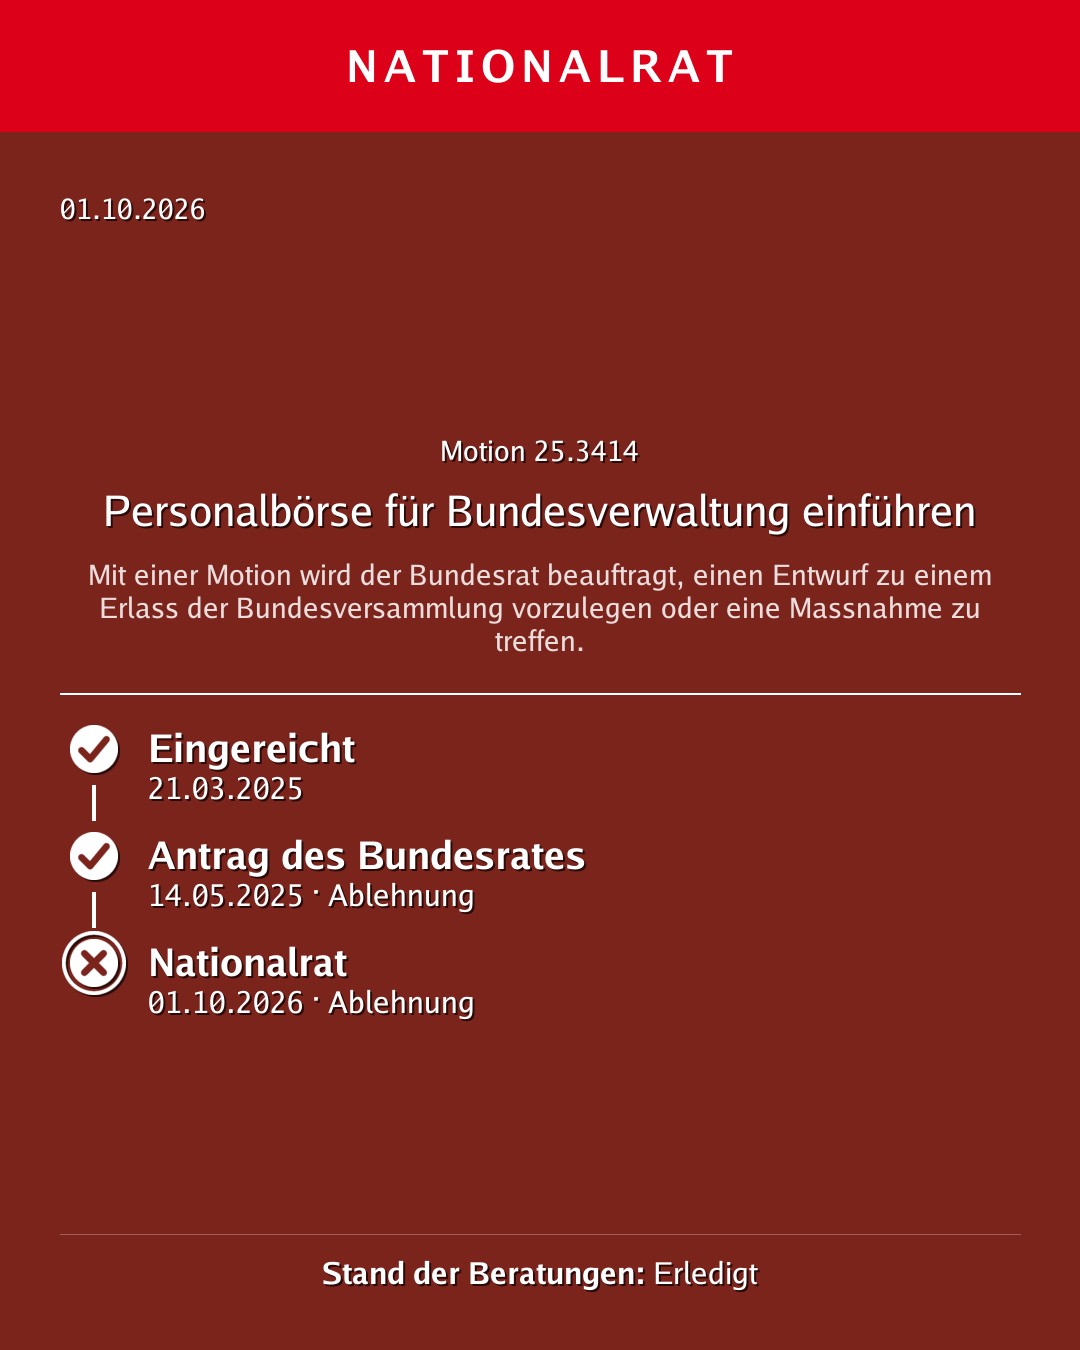 NATIONALRAT
01.10.2026
Motion 25.3414
Personalbörse für Bundesverwaltung einführen
Mit einer Motion wird der Bundesrat beauftragt, einen Entwurf zu einem
Erlass der Bundesversammlung vorzulegen oder eine Massnahme zu
treffen.
Eingereicht
21.03.2025
Antrag des Bundesrates
14.05.2025 · Ablehnung
Nationalrat
01.10.2026 · Ablehnung
Stand der Beratungen: Erledigt